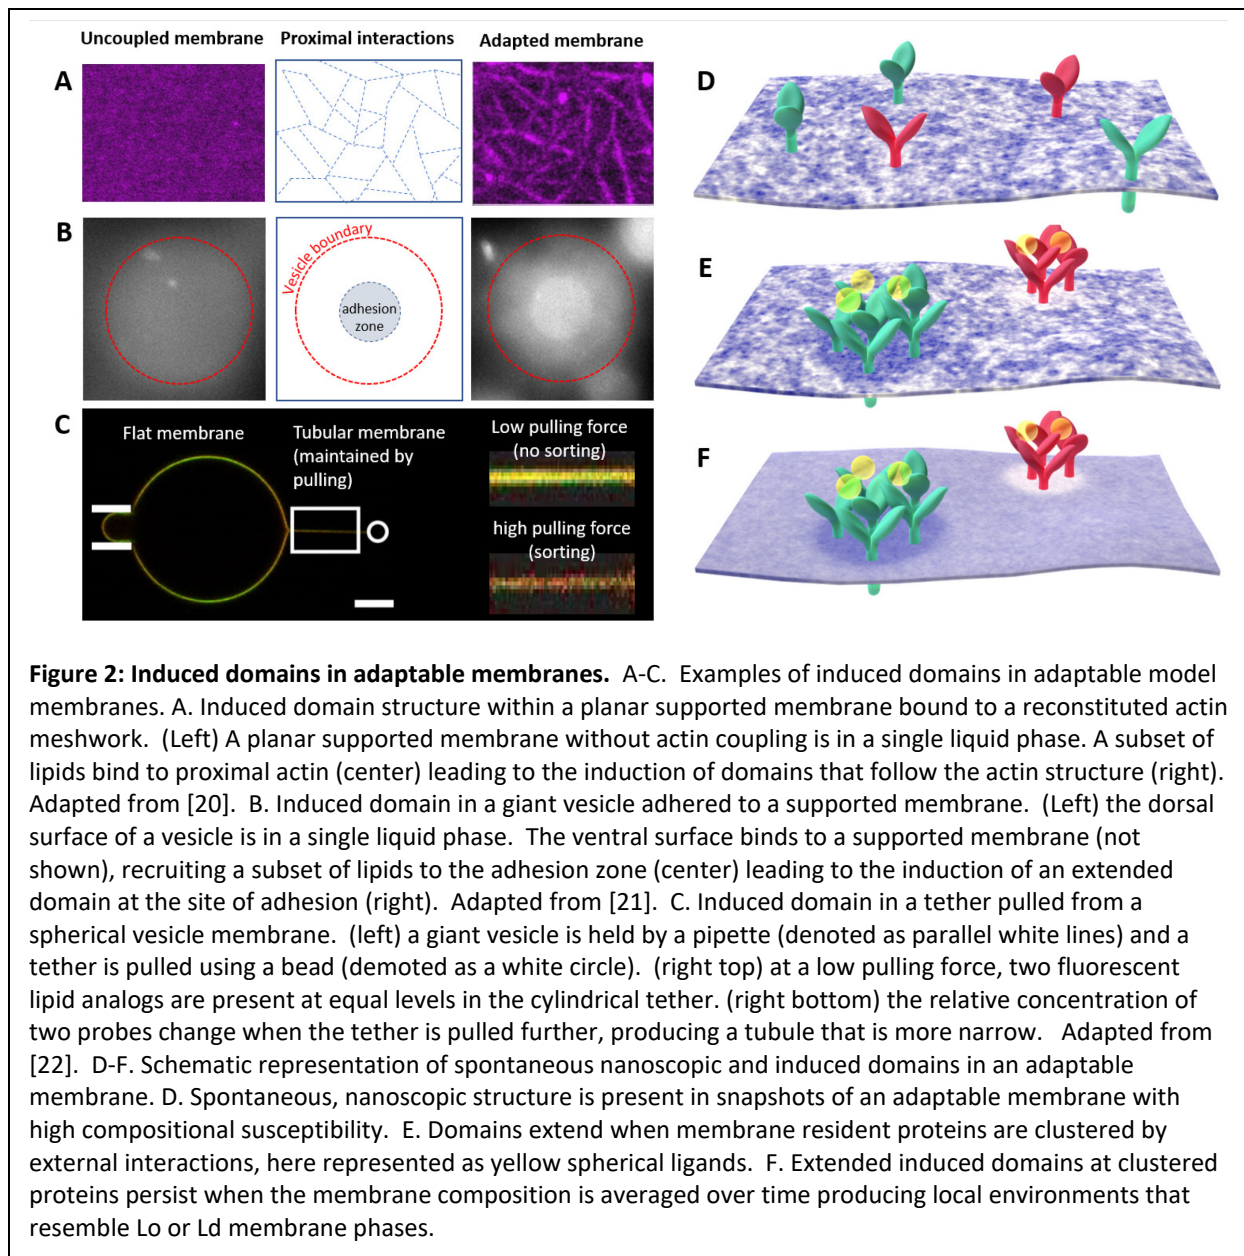 Uncoupled membrane
Proximal interactions
Adapted membrane
A
B
Vesicle boundary
adhesion
zone
C
Flat membrane
Tubular membrane
(maintained by
pulling)
Low pulling force
(no sorting)
high pulling force
(sorting)
D
E
F
Figure 2: Induced domains in adaptable membranes. A-C. Examples of induced domains in adaptable model
membranes. A. Induced domain structure within a planar supported membrane bound to a reconstituted actin
meshwork. (Left) A planar supported membrane without actin coupling is in a single liquid phase. A subset of
lipids bind to proximal actin (center) leading to the induction of domains that follow the actin structure (right).
Adapted from [20]. B. Induced domain in a giant vesicle adhered to a supported membrane. (Left) the dorsal
surface of a vesicle is in a single liquid phase. The ventral surface binds to a supported membrane (not
shown), recruiting a subset of lipids to the adhesion zone (center) leading to the induction of an extended
domain at the site of adhesion (right). Adapted from [21]. C. Induced domain in a tether pulled from a
spherical vesicle membrane. (left) a giant vesicle is held by a pipette (denoted as parallel white lines) and a
tether is pulled using a bead (demoted as a white circle). (right top) at a low pulling force, two fluorescent
lipid analogs are present at equal levels in the cylindrical tether. (right bottom) the relative concentration of
two probes change when the tether is pulled further, producing a tubule that is more narrow. Adapted from
[22]. D-F. Schematic representation of spontaneous nanoscopic and induced domains in an adaptable
membrane. D. Spontaneous, nanoscopic structure is present in snapshots of an adaptable membrane with
high compositional susceptibility. E. Domains extend when membrane resident proteins are clustered by
external interactions, here represented as yellow spherical ligands. F. Extended induced domains at clustered
proteins persist when the membrane composition is averaged over time producing local environments that
resemble Lo or Ld membrane phases.